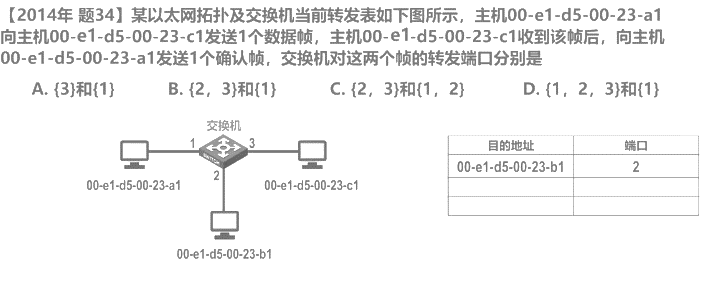 【2014年 题34】某以太网拓扑及交换机当前转发表如下图所示，主机00-e1-d5-00-23-a1
向主机00-e1-d5-00-23-c1发送1个数据帧，主机00-e1-d5-00-23-c1收到该帧后，向主机
00-e1-d5-00-23-a1发送1个确认帧，交换机对这两个帧的转发端口分别是
A. {3}和{1} B. {2，3}和{1} C. {2，3}和{1，2} D. {1，2，3}和{1}
交换机
1
3
2
00-e1-d5-00-23-a1
00-e1-d5-00-23-c1
00-e1-d5-00-23-b1
目的地址 端口
00-e1-d5-00-23-b1 2